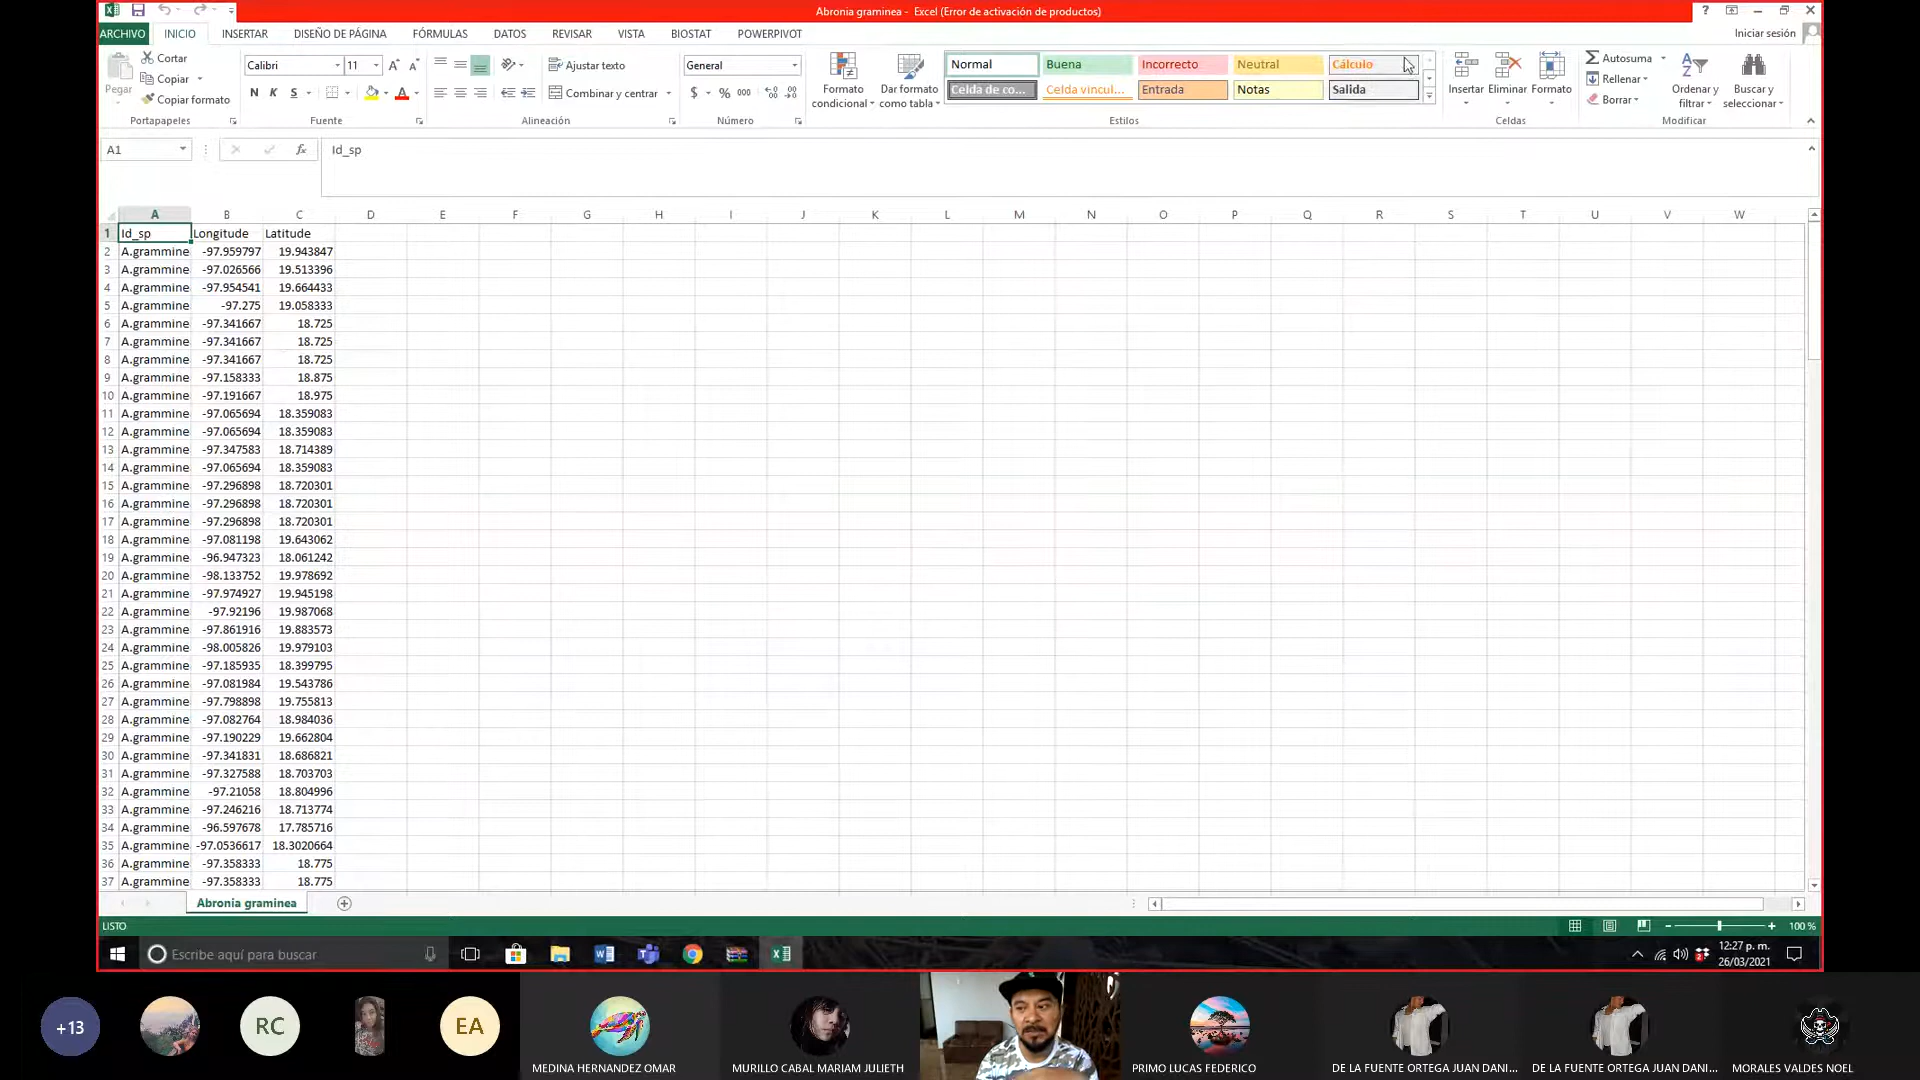 Abronia graminea - Excel (Error de activación de productos)
ARCHIVO INICIO INSERTAR DISEÑO DE PÁGINA FÓRMULAS DATOS REVISAR VISTA BIOSTAT POWERPIVOT Iniciar sesión
Pegar Cortar Copiar Copiar formato
Calibri 11
N K S
Ajustar texto
Combinar y centrar
General
$ % 000
Formato condicional
Dar formato como tabla
Normal Buena Incorrecto Neutral Cálculo
Celda de co... Celda vincul... Entrada Notas Salida
Insertar Eliminar Formato
Autosuma
Rellenar
Borrar
Ordenar y filtrar
Buscar y seleccionar
Portapapeles Fuente Alineación Número Estilos Celdas Modificar
A1 fx Id_sp
A B C D E F G H I J K L M N O P Q R S T U V W
1 Id_sp Longitude Latitude
2 A.grammine -97.959797 19.943847
3 A.grammine -97.026566 19.513396
4 A.grammine -97.954541 19.664433
5 A.grammine -97.275 19.058333
6 A.grammine -97.341667 18.725
7 A.grammine -97.341667 18.725
8 A.grammine -97.341667 18.725
9 A.grammine -97.158333 18.875
10 A.grammine -97.191667 18.975
11 A.grammine -97.065694 18.359083
12 A.grammine -97.065694 18.359083
13 A.grammine -97.347583 18.714389
14 A.grammine -97.065694 18.359083
15 A.grammine -97.296898 18.720301
16 A.grammine -97.296898 18.720301
17 A.grammine -97.296898 18.720301
18 A.grammine -97.081198 19.643062
19 A.grammine -96.947323 18.061242
20 A.grammine -98.133752 19.978692
21 A.grammine -97.974927 19.945198
22 A.grammine -97.92196 19.987068
23 A.grammine -97.861916 19.883573
24 A.grammine -98.005826 19.979103
25 A.grammine -97.185935 18.399795
26 A.grammine -97.081984 19.543786
27 A.grammine -97.798898 19.755813
28 A.grammine -97.082764 18.984036
29 A.grammine -97.190229 19.662804
30 A.grammine -97.341831 18.686821
31 A.grammine -97.327588 18.703703
32 A.grammine -97.21058 18.804996
33 A.grammine -97.246216 18.713774
34 A.grammine -96.597678 17.785716
35 A.grammine -97.0536617 18.3020664
36 A.grammine -97.358333 18.775
37 A.grammine -97.358333 18.775
Abronia graminea
LISTO 100 %
Escribe aquí para buscar
12:27 p. m.
26/03/2021
+13 RC EA
MEDINA HERNANDEZ OMAR
MURILLO CABAL MARIAM JULIETH
PRIMO LUCAS FEDERICO
DE LA FUENTE ORTEGA JUAN DANI...
DE LA FUENTE ORTEGA JUAN DANI...
MORALES VALDES NOEL